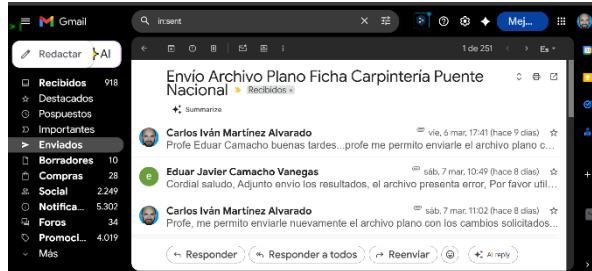 Gmail
in:sent
Mej...
Redactar
AI
1 de 251
Es
Recibidos 918
Destacados
Pospuestos
Importantes
Enviados
Borradores 10
Compras 28
Social 2.249
Notifica... 5.302
Foros 34
Promoci... 4.019
Más
Envío Archivo Plano Ficha Carpintería Puente
Nacional Recibidos ×
Summarize
Carlos Iván Martínez Alvarado vie, 6 mar, 17:41 (hace 9 días)
Profe Eduar Camacho buenas tardes...profe me permito enviarle el archivo plano c...
e
Eduar Javier Camacho Vanegas sáb, 7 mar, 10:49 (hace 8 días)
Cordial saludo, Adjunto envio los resultados, el archivo presenta error, Por favor util...
Carlos Iván Martínez Alvarado sáb, 7 mar, 11:02 (hace 8 días)
Profe, me permito enviarle nuevamente el archivo plano con los cambios solicitados...
Responder
Responder a todos
Reenviar
AI reply